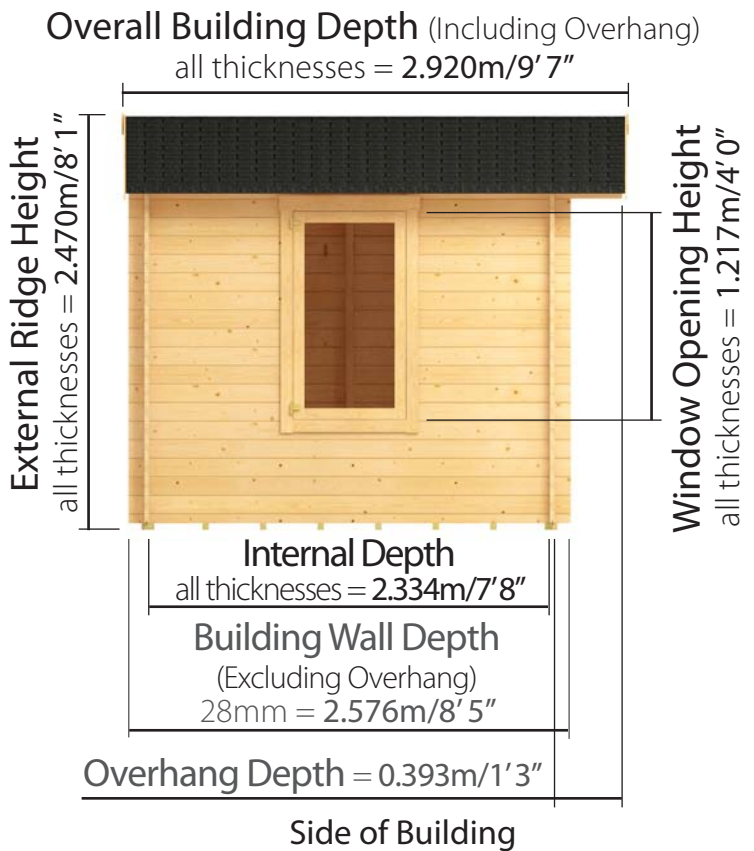 Overall Building Depth (Including Overhang)
all thicknesses = 2.920m/9’ 7”
External Ridge Height
all thicknesses = 2.470m/8’ 1”
Window Opening Height
all thicknesses = 1.217m/4’ 0”
Internal Depth
all thicknesses = 2.334m/7’8”
Building Wall Depth
(Excluding Overhang)
28mm = 2.576m/8’ 5”
Overhang Depth = 0.393m/1’3”
Side of Building